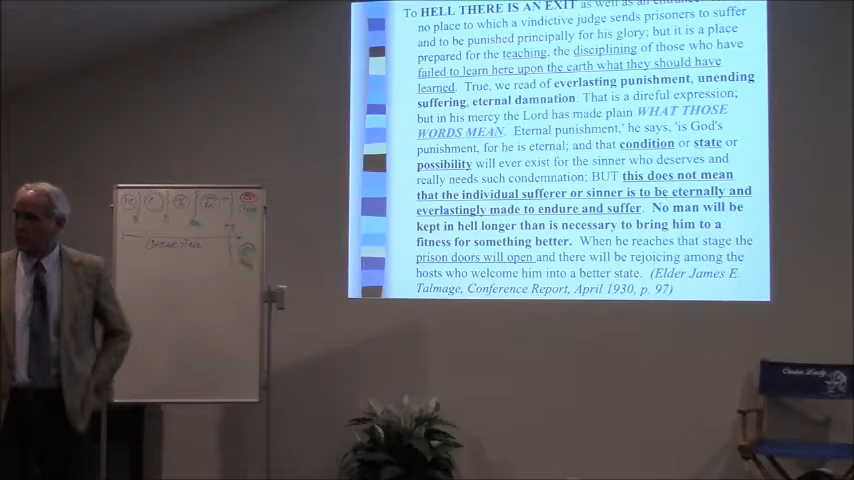 To HELL THERE IS AN EXIT as well as an entrance.
no place to which a vindictive judge sends prisoners to suffer
and to be punished principally for his glory; but it is a place
prepared for the teaching, the disciplining of those who have
failed to learn here upon the earth what they should have
learned. True, we read of everlasting punishment, unending
suffering, eternal damnation. That is a direful expression;
but in his mercy the Lord has made plain WHAT THOSE
WORDS MEAN. Eternal punishment,' he says, 'is God's
punishment, for he is eternal; and that condition or state or
possibility will ever exist for the sinner who deserves and
really needs such condemnation; BUT this does not mean
that the individual sufferer or sinner is to be eternally and
everlastingly made to endure and suffer. No man will be
kept in hell longer than is necessary to bring him to a
fitness for something better. When he reaches that stage the
prison doors will open and there will be rejoicing among the
hosts who welcome him into a better state. (Elder James E.
Talmage, Conference Report, April 1930, p. 97)